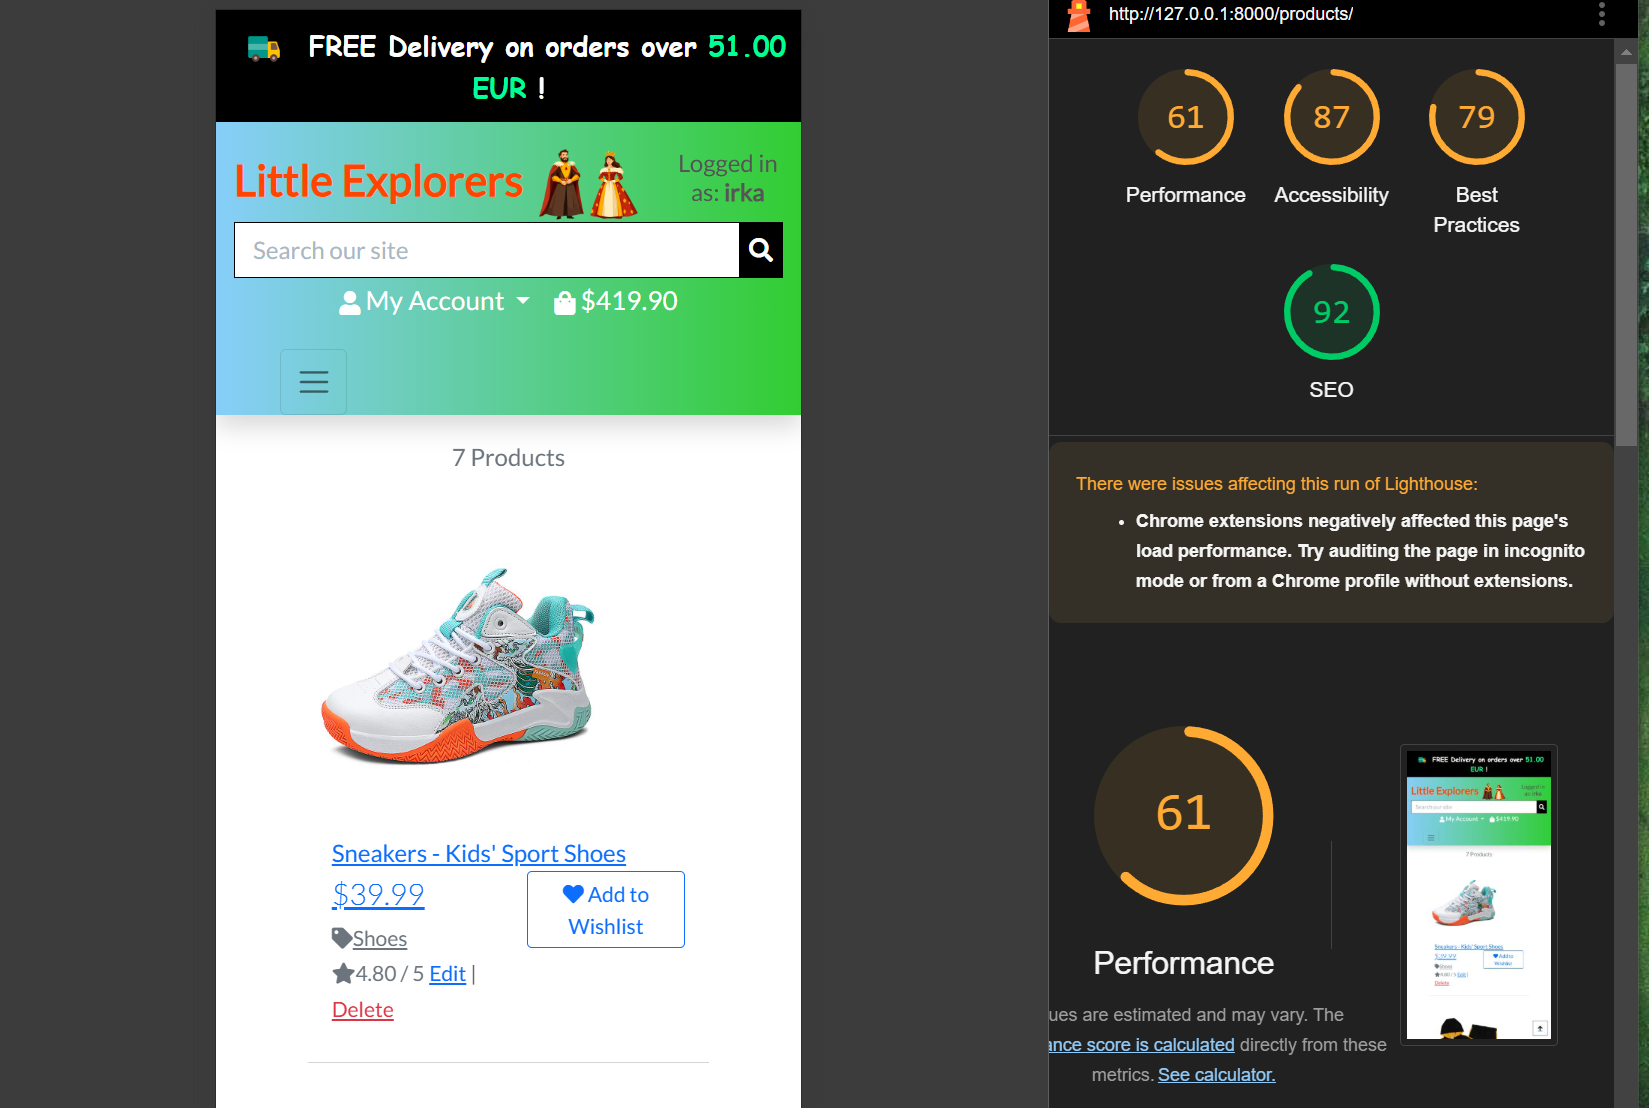 FREE Delivery on orders over 51.00
EUR !
Little Explorers
Logged in
as: irka
Search our site
My Account
$419.90
7 Products
Sneakers - Kids' Sport Shoes
$39.99
Add to
Wishlist
Shoes
4.80 / 5 Edit |
Delete
http://127.0.0.1:8000/products/
61
87
79
Performance
Accessibility
Best
Practices
92
SEO
There were issues affecting this run of Lighthouse:
• Chrome extensions negatively affected this page's
load performance. Try auditing the page in incognito
mode or from a Chrome profile without extensions.
61
Performance
ues are estimated and may vary. The
ance score is calculated directly from these
metrics. See calculator.
FREE Delivery on orders over 51.00
EUR !
Little Explorers
Logged in
as: irka
Search our site
My Account
$419.90
7 Products
Sneakers - Kids' Sport Shoes
$39.99
Add to
Wishlist
Shoes
4.80 / 5 Edit |
Delete